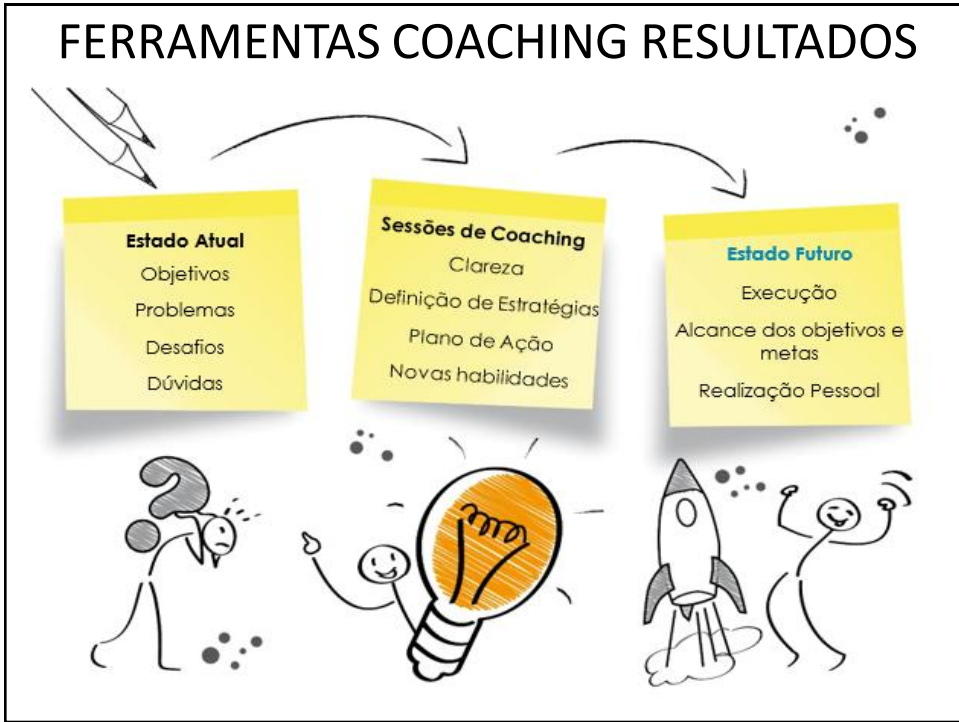 FERRAMENTAS COACHING RESULTADOS
Estado Atual
Objetivos
Problemas
Desafios
Dúvidas
Sessões de Coaching
Clareza
Definição de Estratégias
Plano de Ação
Novas habilidades
Estado Futuro
Execução
Alcance dos objetivos e
metas
Realização Pessoal